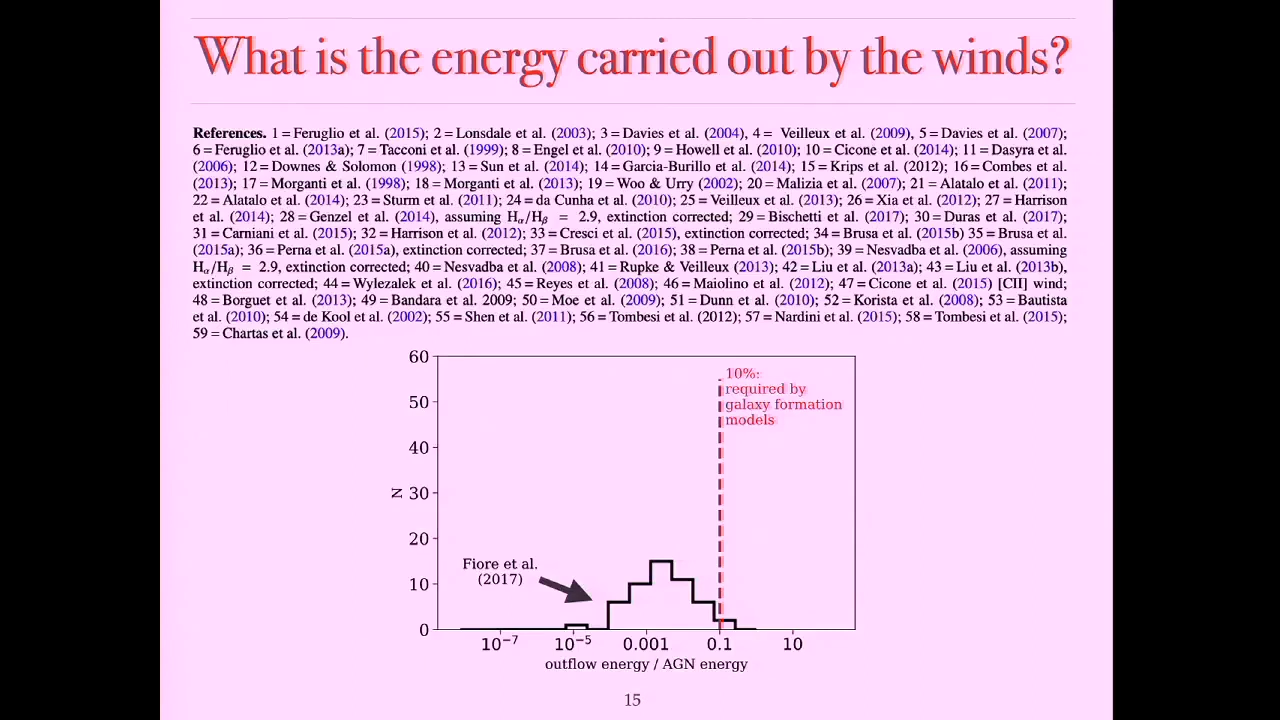 What is the energy carried out by the winds?
References. 1 = Feruglio et al. (2015); 2 = Lonsdale et al. (2003); 3 = Davies et al. (2004), 4 = Veilleux et al. (2009), 5 = Davies et al. (2007);
6 = Feruglio et al. (2013a); 7 = Tacconi et al. (1999); 8 = Engel et al. (2010); 9 = Howell et al. (2010); 10 = Cicone et al. (2014); 11 = Dasyra et al.
(2006); 12 = Downes & Solomon (1998); 13 = Sun et al. (2014); 14 = Garcia-Burillo et al. (2014); 15 = Krips et al. (2012); 16 = Combes et al.
(2013); 17 = Morganti et al. (1998); 18 = Morganti et al. (2013); 19 = Woo & Urry (2002); 20 = Malizia et al. (2007); 21 = Alatalo et al. (2011);
22 = Alatalo et al. (2014); 23 = Sturm et al. (2011); 24 = da Cunha et al. (2010); 25 = Veilleux et al. (2013); 26 = Xia et al. (2012); 27 = Harrison
et al. (2014); 28 = Genzel et al. (2014), assuming Hα/Hβ = 2.9, extinction corrected; 29 = Bischetti et al. (2017); 30 = Duras et al. (2017);
31 = Carniani et al. (2015); 32 = Harrison et al. (2012); 33 = Cresci et al. (2015), extinction corrected; 34 = Brusa et al. (2015b) 35 = Brusa et al.
(2015a); 36 = Perna et al. (2015a), extinction corrected; 37 = Brusa et al. (2016); 38 = Perna et al. (2015b); 39 = Nesvadba et al. (2006), assuming
Hα/Hβ = 2.9, extinction corrected; 40 = Nesvadba et al. (2008); 41 = Rupke & Veilleux (2013); 42 = Liu et al. (2013a); 43 = Liu et al. (2013b),
extinction corrected; 44 = Wylezalek et al. (2016); 45 = Reyes et al. (2008); 46 = Maiolino et al. (2012); 47 = Cicone et al. (2015) [CII] wind;
48 = Borguet et al. (2013); 49 = Bandara et al. 2009; 50 = Moe et al. (2009); 51 = Dunn et al. (2010); 52 = Korista et al. (2008); 53 = Bautista
et al. (2010); 54 = de Kool et al. (2002); 55 = Shen et al. (2011); 56 = Tombesi et al. (2012); 57 = Nardini et al. (2015); 58 = Tombesi et al. (2015);
59 = Chartas et al. (2009).
60
50
40
30
20
10
0
N
10%:
required by
galaxy formation
models
Fiore et al.
(2017)
10⁻⁷ 10⁻⁵ 0.001 0.1 10
outflow energy / AGN energy
15